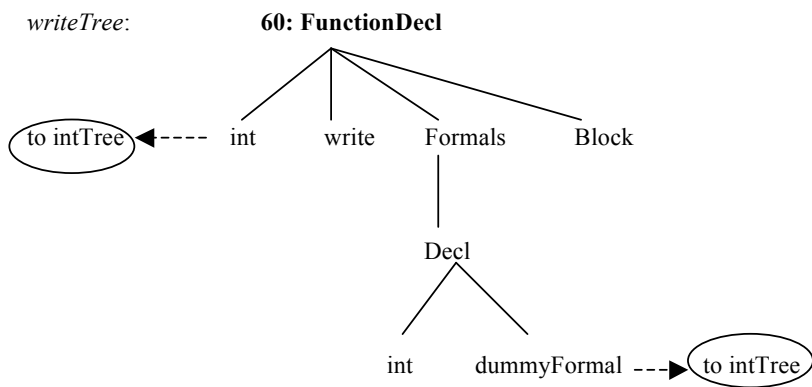 writeTree: 60: FunctionDecl
to intTree int write Formals Block
Decl
int dummyFormal to intTree